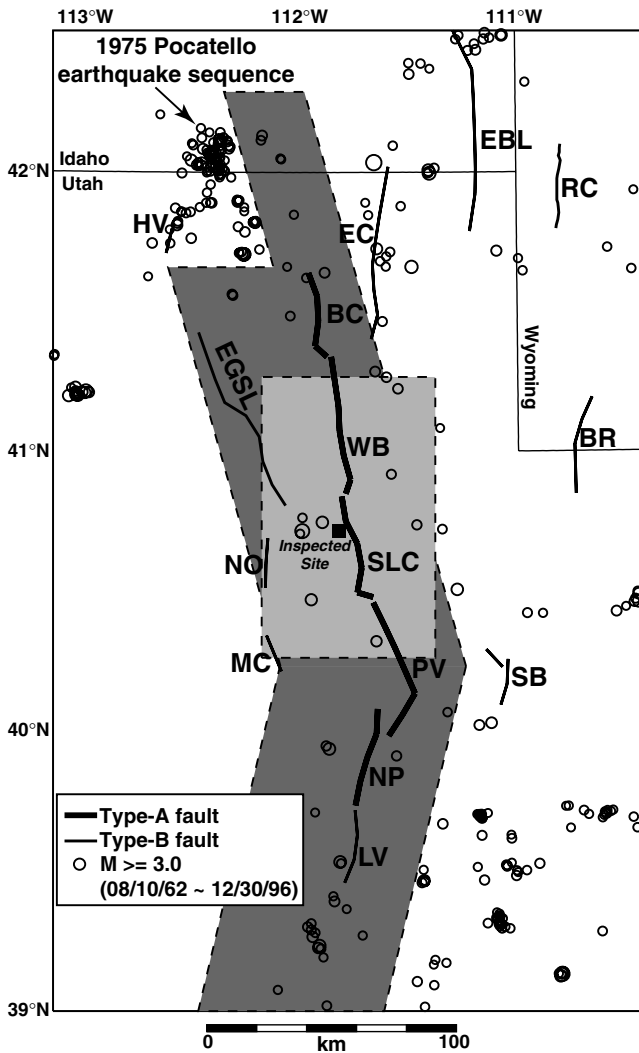 113°W 112°W 111°W
1975 Pocatello
earthquake sequence
EBL
42°N
Idaho
Utah
RC
HV
EC
BC
EGSL
Wyoming
41°N
WB
BR
Inspected
Site
NO
SLC
MC
PV
SB
40°N
NP
Type-A fault
Type-B fault
M >= 3.0
(08/10/62 ~ 12/30/96)
LV
39°N
0 100
km